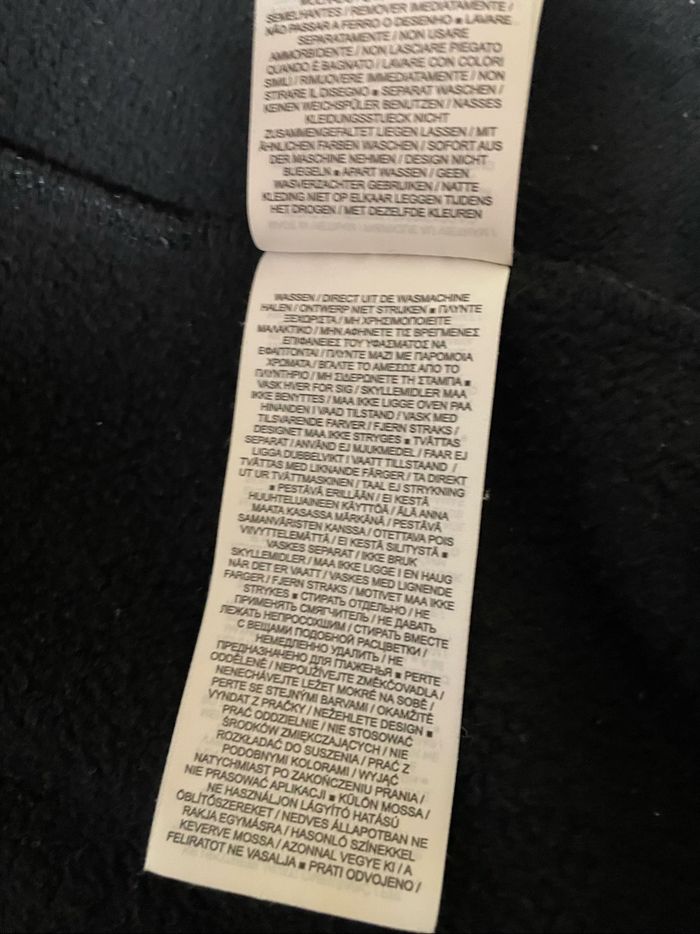 SEMELHANTES / REMOVER IMEDIATAMENTE /
NÃO PASSAR A FERRO O DESENHO ■ LAVARE
SEPARATAMENTE / NON USARE
AMMORBIDENTE / NON LASCIARE PIEGATO
QUANDO È BAGNATO / LAVARE CON COLORI
SIMILI / RIMUOVERE IMMEDIATAMENTE / NON
STIRARE IL DISEGNO ■ SEPARAT WASCHEN /
KEINEN WEICHSPÜLER BENUTZEN / NASSES
KLEIDUNGSSTUECK NICHT
ZUSAMMENGEFALTET LIEGEN LASSEN / MIT
ÄHNLICHEN FARBEN WASCHEN / SOFORT AUS
DER MASCHINE NEHMEN / DESIGN NICHT
BUEGELN ■ APART WASSEN / GEEN
WASVERZACHTER GEBRUIKEN / NATTE
KLEDING NIET OP ELKAAR LEGGEN TIJDENS
HET DROGEN / MET DEZELFDE KLEUREN
WASSEN / DIRECT UIT DE WASMACHINE
HALEN / ONTWERP NIET STRIJKEN ■ ΠΛΥΝΤΕ
ΞΕΧΩΡΙΣΤΑ / ΜΗ ΧΡΗΣΙΜΟΠΟΙΕΙΤΕ
ΜΑΛΑΚΤΙΚΟ / ΜΗΝ ΑΦΗΝΕΤΕ ΤΙΣ ΒΡΕΓΜΕΝΕΣ
ΕΠΙΦΑΝΕΙΕΣ ΤΟΥ ΥΦΑΣΜΑΤΟΣ ΝΑ
ΕΦΑΠΤΟΝΤΑΙ / ΠΛΥΝΤΕ ΜΑΖΙ ΜΕ ΠΑΡΟΜΟΙΑ
ΧΡΩΜΑΤΑ / ΒΓΑΛΤΕ ΤΟ ΑΜΕΣΩΣ ΑΠΟ ΤΟ
ΠΛΥΝΤΗΡΙΟ / ΜΗ ΣΙΔΕΡΩΝΕΤΕ ΤΗ ΣΤΑΜΠΑ ■
VASK HVER FOR SIG / SKYLLEMIDLER MAA
IKKE BENYTTES / MAA IKKE LIGGE OVEN PAA
HINANDEN I VAAD TILSTAND / VASK MED
TILSVARENDE FARVER / FJERN STRAKS /
DESIGNET MAA IKKE STRYGES ■ TVÄTTAS
SEPARAT / ANVÄND EJ MJUKMEDEL / FAAR EJ
LIGGA DUBBELVIKT I VAATT TILLSTAAND /
TVÄTTAS MED LIKNANDE FÄRGER / TA DIREKT
UT UR TVÄTTMASKINEN / TAAL EJ STRYKNING
■ PESTÄVÄ ERILLÄÄN / EI KESTÄ
HUUHTELUAINEEN KÄYTTÖÄ / ÄLÄ ANNA
MAATA KASASSA MÄRKÄNÄ / PESTÄVÄ
SAMANVÄRISTEN KANSSA / OTETTAVA POIS
VIIVYTTELEMÄTTÄ / EI KESTÄ SILITYSTÄ ■
VASKES SEPARAT / IKKE BRUK
SKYLLEMIDLER / MAA IKKE LIGGE I EN HAUG
NÅR DET ER VAATT / VASKES MED LIGNENDE
FARGER / FJERN STRAKS / MOTIVET MAA IKKE
STRYKES ■ СТИРАТЬ ОТДЕЛЬНО / НЕ
ПРИМЕНЯТЬ СМЯГЧИТЕЛЬ / НЕ ДАВАТЬ
ЛЕЖАТЬ НЕПРОСОХШИМ / СТИРАТЬ ВМЕСТЕ
С ВЕЩАМИ ПОДОБНОЙ РАСЦВЕТКИ /
НЕМЕДЛЕННО УДАЛИТЬ / НЕ
ПРЕДНАЗНАЧЕНО ДЛЯ ГЛАЖЕНЬЯ ■ PERTE
ODDĚLENĚ / NEPOUŽÍVEJTE ZMĚKČOVADLA /
NENECHÁVEJTE LEŽET MOKRÉ NA SOBĚ /
PERTE SE STEJNÝMI BARVAMI / OKAMŽITĚ
VYNDAT Z PRAČKY / NEŽEHLETE DESIGN ■
PRAĆ ODDZIELNIE / NIE STOSOWAĆ
ŚRODKÓW ZMIĘKCZAJĄCYCH / NIE
ROZKŁADAĆ DO SUSZENIA / PRAĆ Z
PODOBNYMI KOLORAMI / WYJĄĆ
NATYCHMIAST PO ZAKOŃCZENIU PRANIA /
NIE PRASOWAĆ APLIKACJI ■ KÜLÖN MOSSA /
NE HASZNÁLJON LÁGYÍTÓ HATÁSÚ
ÖBLÍTŐSZEREKET / NEDVES ÁLLAPOTBAN NE
RAKJA EGYMÁSRA / HASONLÓ SZÍNEKKEL
KEVERVE MOSSA / AZONNAL VEGYE KI / A
FELIRATOT NE VASALJA ■ PRATI ODVOJENO /